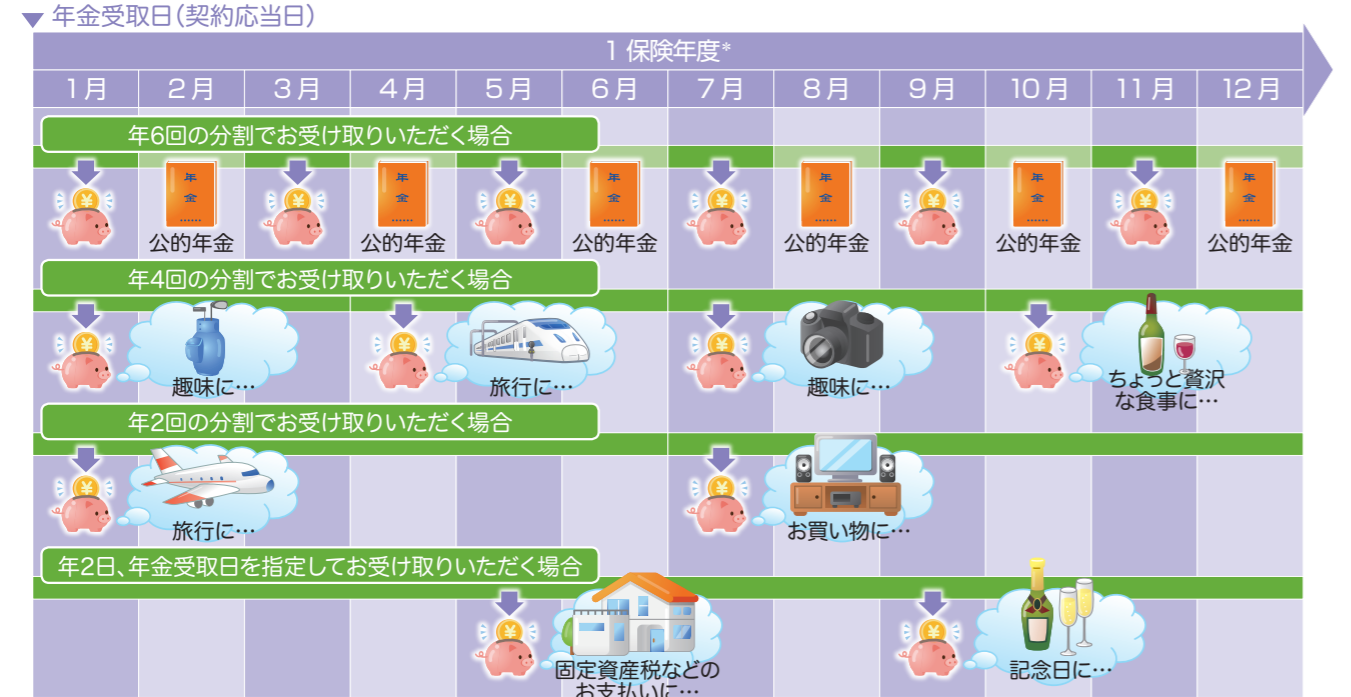 ▼ 年金受取日(契約応当日)
1 保険年度*
1月 2月 3月 4月 5月 6月 7月 8月 9月 10月 11月 12月
年6回の分割でお受け取りいただく場合
年金…… 年金…… 年金…… 年金…… 年金…… 年金……
公的年金 公的年金 公的年金 公的年金 公的年金 公的年金
年4回の分割でお受け取りいただく場合
趣味に… 旅行に… 趣味に… ちょっと贅沢
な食事に…
年2回の分割でお受け取りいただく場合
旅行に… お買い物に…
年2日、年金受取日を指定してお受け取りいただく場合
固定資産税などの
お支払いに…
記念日に…